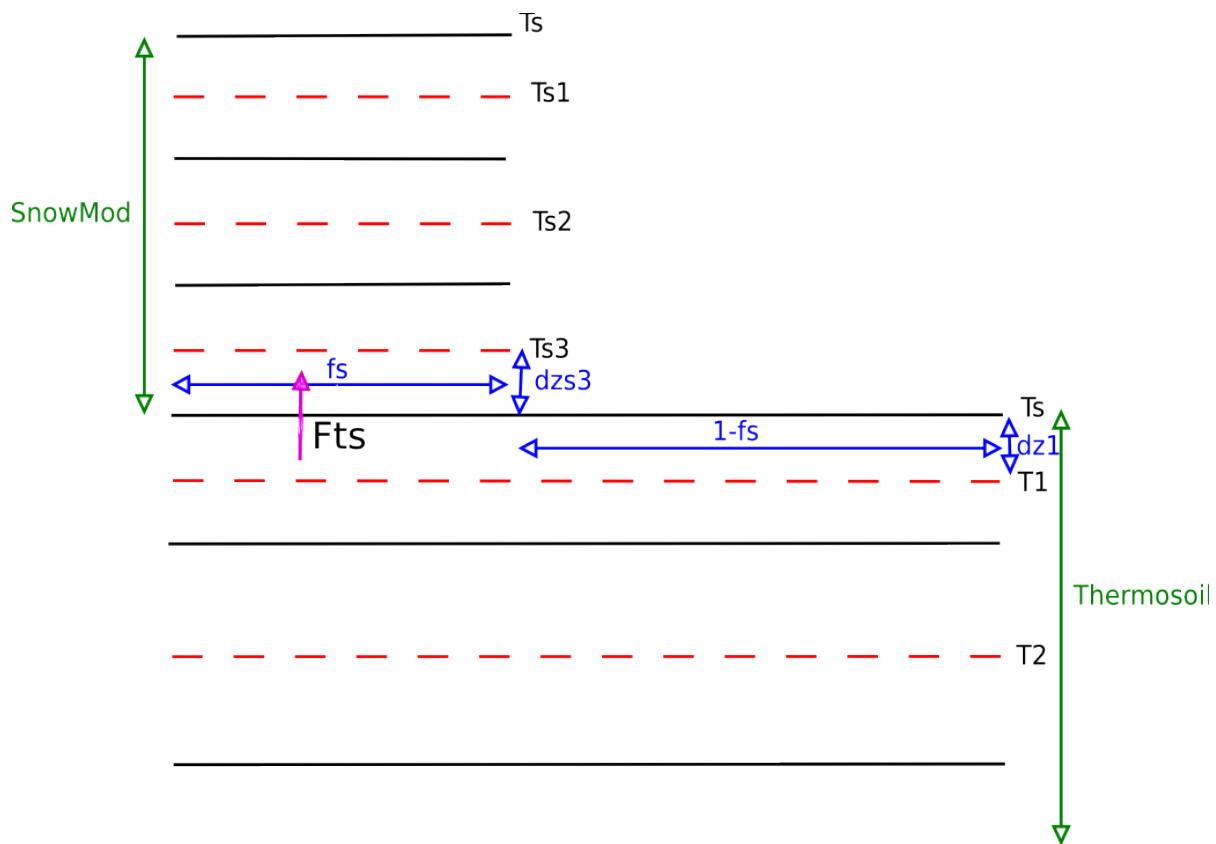 Ts
Ts1
SnowMod
Ts2
Ts3
fs
dzs3
Ts
Fts
1-fs
dz1
T1
Thermosoil
T2